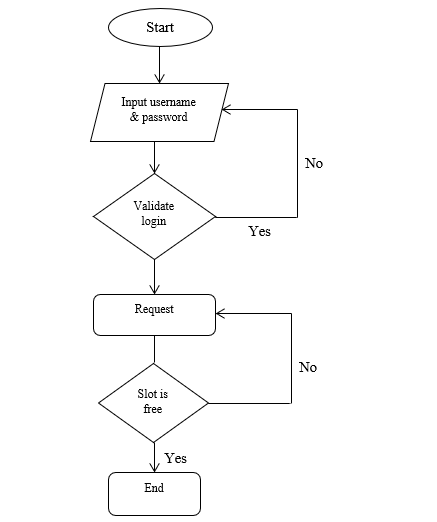 Start
Input username
& password
No
Validate
login
Yes
Request
No
Slot is
free
Yes
End